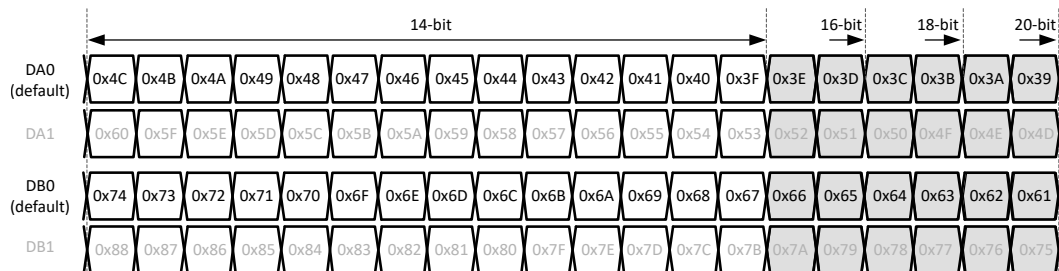 14-bit 16-bit 18-bit 20-bit
DA0 (default) 0x4C 0x4B 0x4A 0x49 0x48 0x47 0x46 0x45 0x44 0x43 0x42 0x41 0x40 0x3F 0x3E 0x3D 0x3C 0x3B 0x3A 0x39
DA1 0x60 0x5F 0x5E 0x5D 0x5C 0x5B 0x5A 0x59 0x58 0x57 0x56 0x55 0x54 0x53 0x52 0x51 0x50 0x4F 0x4E 0x4D
DB0 (default) 0x74 0x73 0x72 0x71 0x70 0x6F 0x6E 0x6D 0x6C 0x6B 0x6A 0x69 0x68 0x67 0x66 0x65 0x64 0x63 0x62 0x61
DB1 0x88 0x87 0x86 0x85 0x84 0x83 0x82 0x81 0x80 0x7F 0x7E 0x7D 0x7C 0x7B 0x7A 0x79 0x78 0x77 0x76 0x75